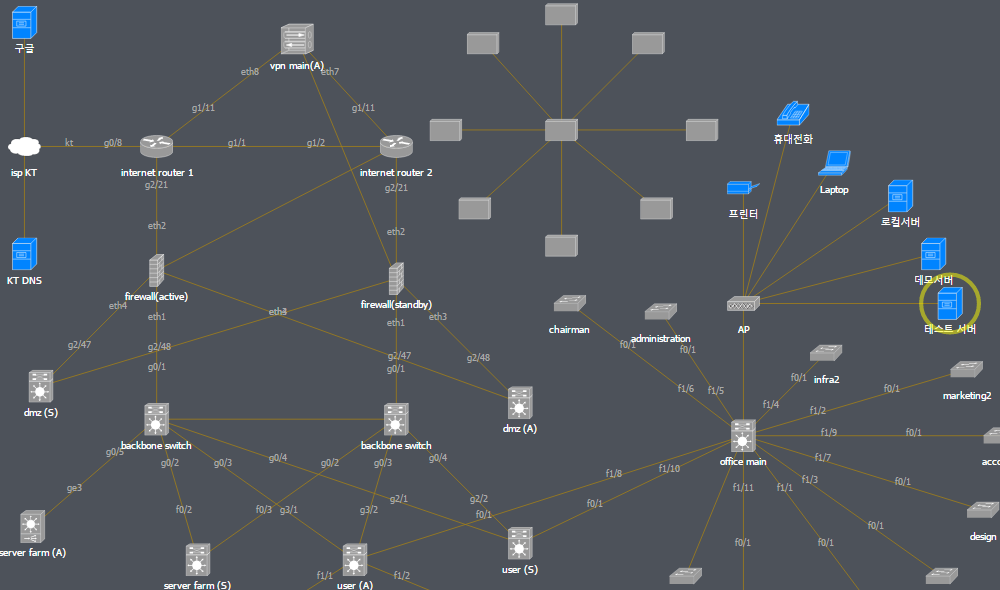 구글
vpn main(A)
eth8
eth7
g1/11
g1/11
kt
g0/8
g1/1
g1/2
isp KT
internet router 1
internet router 2
g2/21
g2/21
eth2
eth2
KT DNS
firewall(active)
firewall(standby)
eth4
eth1
eth3
eth1
eth3
g2/47
g2/48
g2/47
g2/48
g0/1
g0/1
dmz (S)
dmz (A)
backbone switch
backbone switch
g0/5
g0/2
g0/3
g0/4
g0/2
g0/3
g0/4
ge3
g2/1
g2/2
f0/2
f0/3
g3/1
g3/2
f0/1
server farm (A)
server farm (S)
user (A)
user (S)
f1/1
f1/2
휴대전화
Laptop
프린터
로컬서버
데모서버
테스트 서버
AP
chairman
administration
f0/1
f0/1
infra2
f0/1
marketing2
f0/1
f1/6
f1/5
f1/4
f1/2
f1/9
f0/1
office main
acco
f1/8
f1/10
f1/7
f1/11
f1/1
f1/3
f0/1
f0/1
design
f0/1
f0/1
f0/1